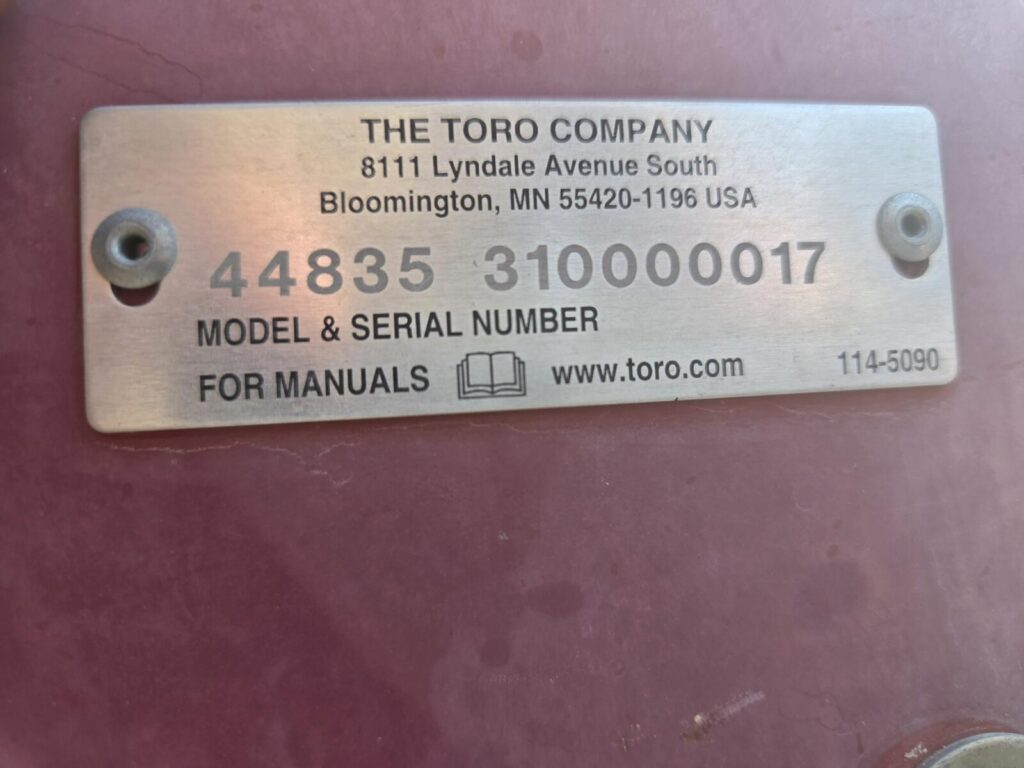 THE TORO COMPANY
8111 Lyndale Avenue South
Bloomington, MN 55420-1196 USA
44835 310000017
MODEL & SERIAL NUMBER
FOR MANUALS www.toro.com 114-5090